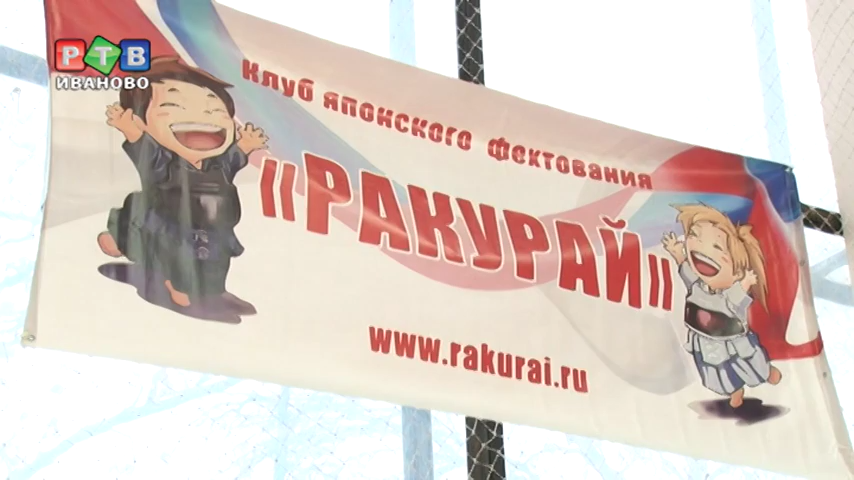 РТВ
ИВАНОВО
Клуб японского фехтования
«РАКУРАЙ»
www.rakurai.ru